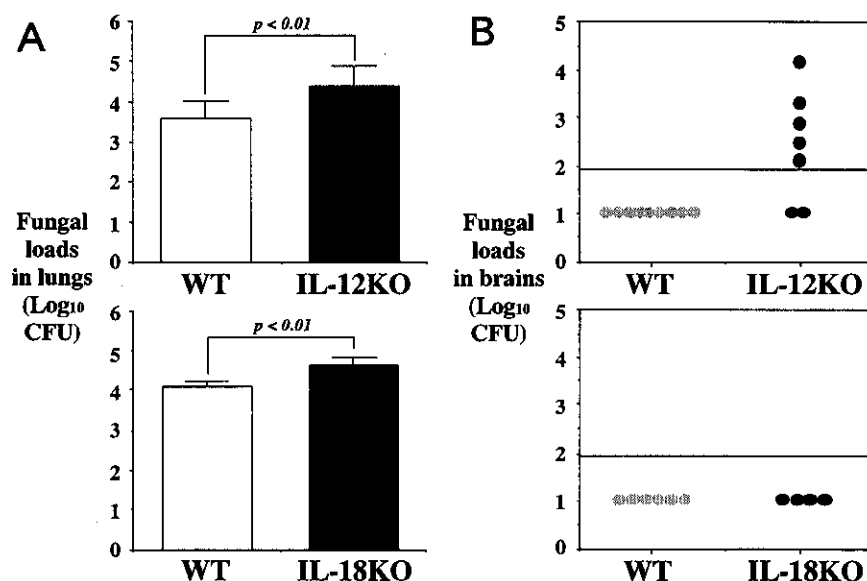 A
p < 0.01
6
5
4
3
2
1
0
Fungal
loads
in lungs
(Log10
CFU)
WT IL-12KO
p < 0.01
6
5
4
3
2
1
0
WT IL-18KO
B
5
4
3
2
1
Fungal
loads
in brains
(Log10
CFU)
WT IL-12KO
5
4
3
2
1
WT IL-18KO